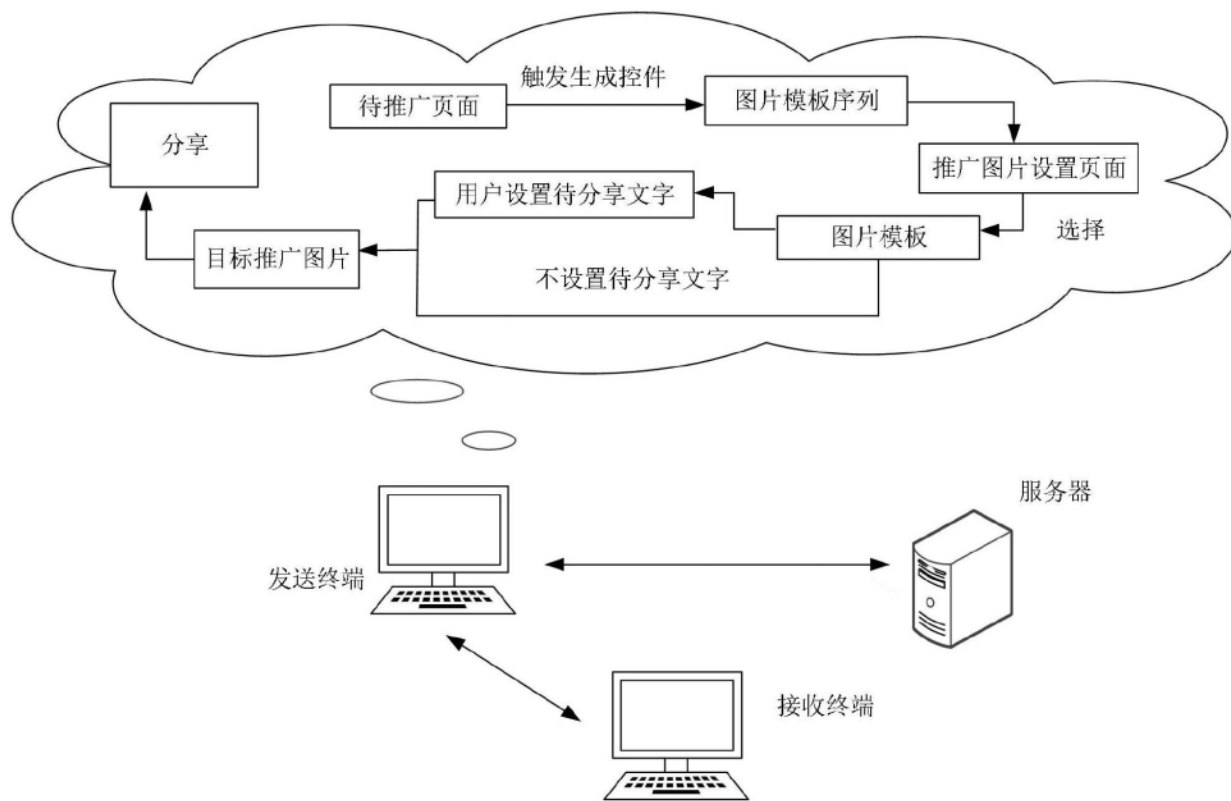 触发生成控件
待推广页面
图片模板序列
分享
推广图片设置页面
用户设置待分享文字
选择
图片模板
目标推广图片
不设置待分享文字
服务器
发送终端
接收终端